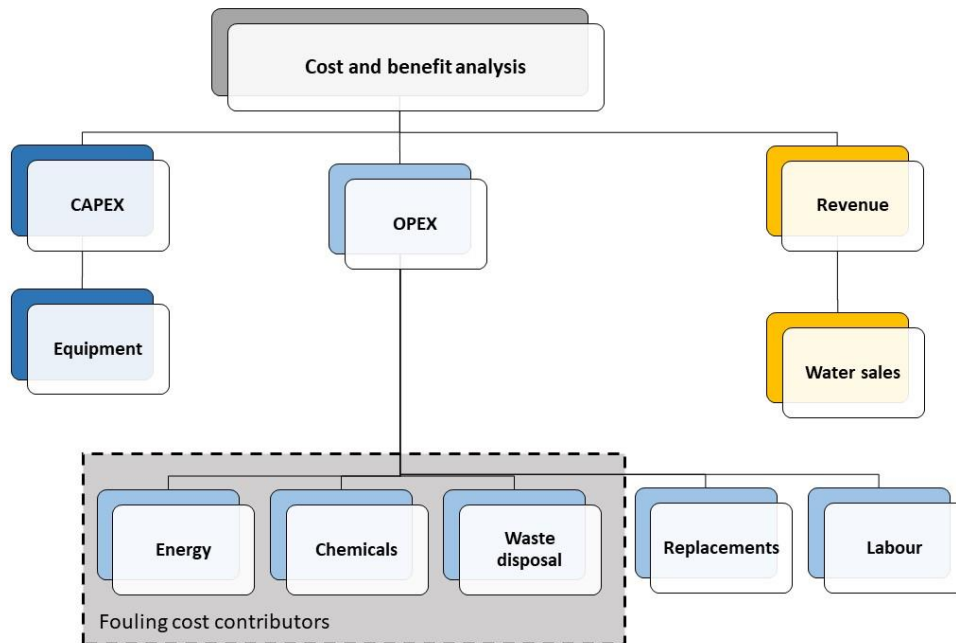 Cost and benefit analysis
CAPEX
OPEX
Revenue
Equipment
Water sales
Energy
Chemicals
Waste
disposal
Replacements
Labour
Fouling cost contributors